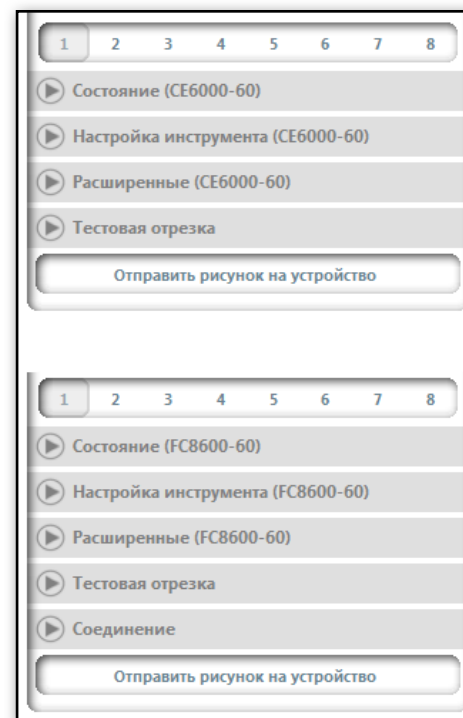 1 2 3 4 5 6 7 8
Состояние (CE6000-60)
Настройка инструмента (CE6000-60)
Расширенные (CE6000-60)
Тестовая отрезка
Отправить рисунок на устройство
1 2 3 4 5 6 7 8
Состояние (FC8600-60)
Настройка инструмента (FC8600-60)
Расширенные (FC8600-60)
Тестовая отрезка
Соединение
Отправить рисунок на устройство